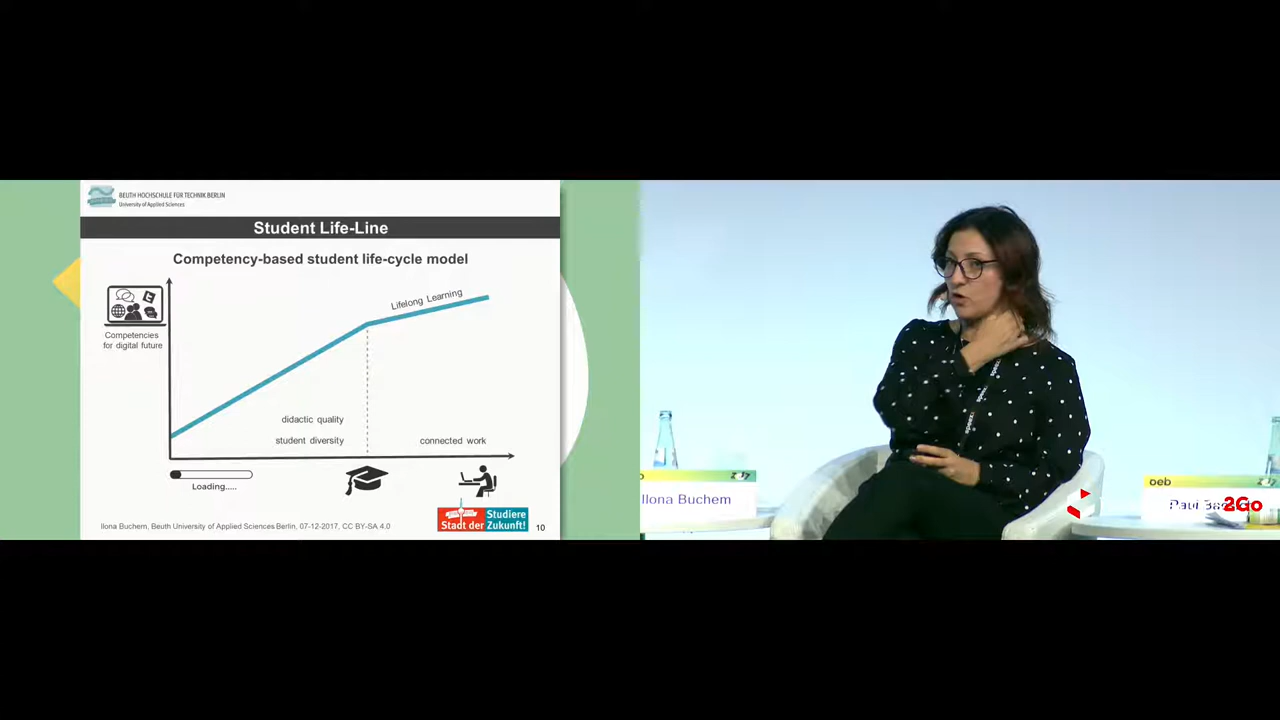 BEUTH HOCHSCHULE FÜR TECHNIK BERLIN
University of Applied Sciences
Student Life-Line
Competency-based student life-cycle model
Lifelong Learning
Competencies
for digital future
didactic quality
student diversity
connected work
Loading.....
Ilona Buchem, Beuth University of Applied Sciences Berlin, 07-12-2017, CC BY-SA 4.0
Studiere
Stadt der Zukunft!
10
Ilona Buchem
oeb
2Go